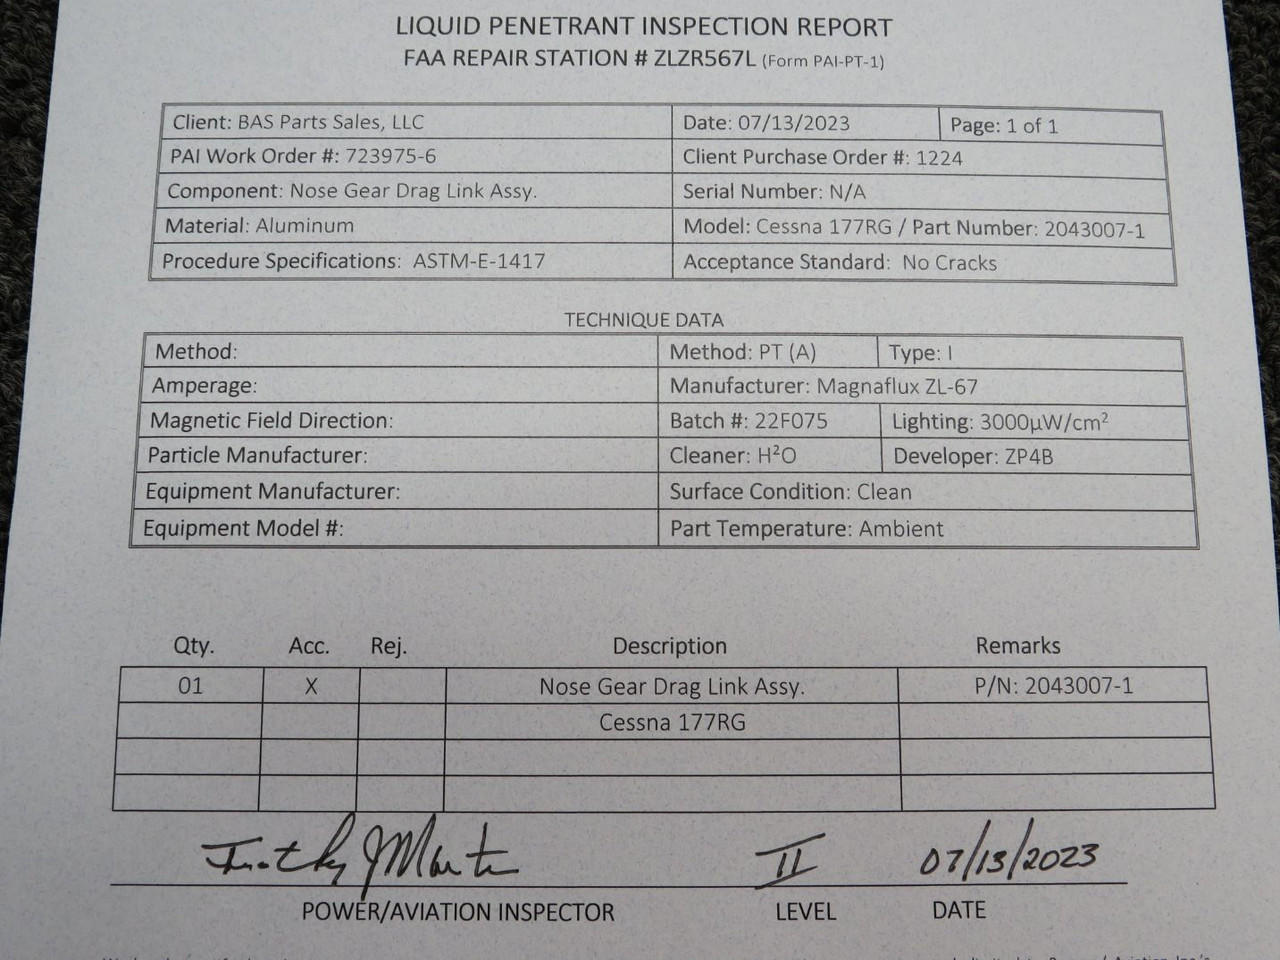 LIQUID PENETRANT INSPECTION REPORT
FAA REPAIR STATION # ZLZR567L (Form PAI-PT-1)
Client: BAS Parts Sales, LLC Date: 07/13/2023 Page: 1 of 1
PAI Work Order #: 723975-6 Client Purchase Order #: 1224
Component: Nose Gear Drag Link Assy. Serial Number: N/A
Material: Aluminum Model: Cessna 177RG / Part Number: 2043007-1
Procedure Specifications: ASTM-E-1417 Acceptance Standard: No Cracks
TECHNIQUE DATA
Method: Method: PT (A) Type: I
Amperage: Manufacturer: Magnaflux ZL-67
Magnetic Field Direction: Batch #: 22F075 Lighting: 3000µW/cm²
Particle Manufacturer: Cleaner: H²O Developer: ZP4B
Equipment Manufacturer: Surface Condition: Clean
Equipment Model #: Part Temperature: Ambient
Qty. Acc. Rej. Description Remarks
01 X Nose Gear Drag Link Assy. P/N: 2043007-1
Cessna 177RG
Timothy J Martin II 07/13/2023
POWER/AVIATION INSPECTOR LEVEL DATE